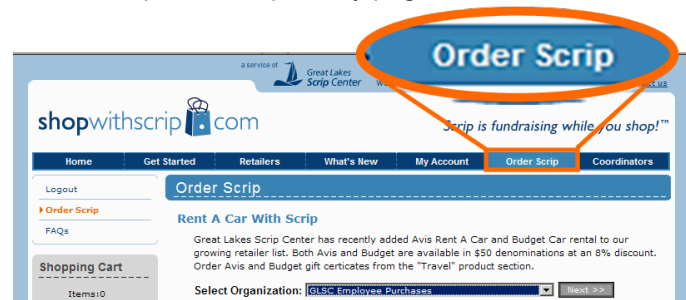 Order Scrip
a service of Great Lakes Scrip Center
shopwithscrip com
Scrip is fundraising while you shop!™
Home Get Started Retailers What's New My Account Order Scrip Coordinators
Logout
Order Scrip
FAQs
Shopping Cart
Items:0
Order Scrip
Rent A Car With Scrip
Great Lakes Scrip Center has recently added Avis Rent A Car and Budget Car rental to our
growing retailer list. Both Avis and Budget are available in $50 denominations at an 8% discount.
Order Avis and Budget gift certicates from the "Travel" product section.
Select Organization: GLSC Employee Purchases Next >>